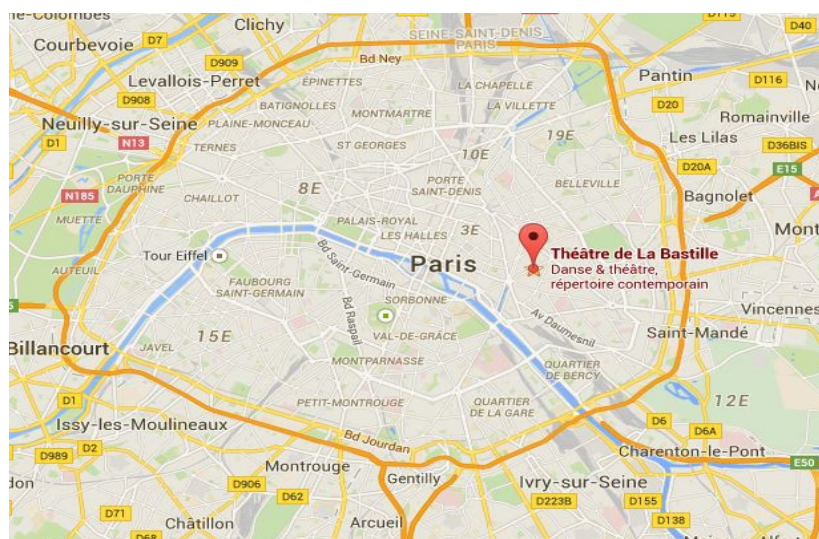 Clichy
SEINE-SAINT-DENIS
PARIS
D40
D7
D909
Courbevoie
Bd Ney
Levallois-Perret
ÉPINETTES
LA CHAPELLE
Pantin
D116
D908
BATIGNOLLES
MONTMARTRE
LA VILLETTE
D20
Neuilly-sur-Seine
PLAINE-MONCEAU
19E
Romainville
D1
N13
TERNES
ST GEORGES
10E
Les Lilas
D36BIS
PORTE
DAUPHINE
D20A
E15
N185
CHAILLOT
8E
PORTE
SAINT-DENIS
BELLEVILLE
Bagnolet
MUETTE
PALAIS-ROYAL
3E
Mont
LES HALLES
Tour Eiffel
Bd Saint-Germain
Paris
Théâtre de La Bastille
Danse & théâtre,
répertoire contemporain
AUTEUIL
FAUBOURG
SAINT-GERMAIN
Bd Raspail
SORBONNE
Av Daumesnil
Vincennes
15E
VAL-DE-GRÂCE
Saint-Mandé
Billancourt
JAVEL
MONTPARNASSE
QUARTIER
DE BERCY
D1
PETIT-MONTROUGE
QUARTIER
DE LA GARE
12E
Issy-les-Moulineaux
D6
D6A
D2
Bd Jourdan
Charenton-le-Pont
D989
Montrouge
E50
don
Gentilly
Ivry-sur-Seine
D906
D62
D223B
D155
D71
Châtillon
Arcueil
D138
D68